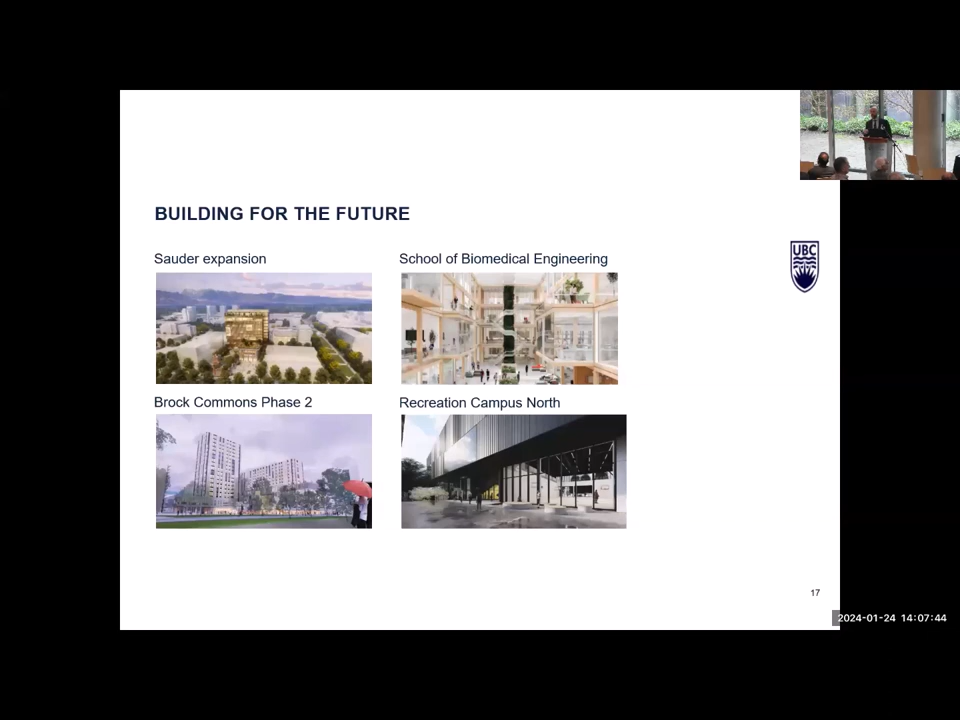 BUILDING FOR THE FUTURE
Sauder expansion
School of Biomedical Engineering
UBC
Brock Commons Phase 2
Recreation Campus North
17
2024-01-24 14:07:44